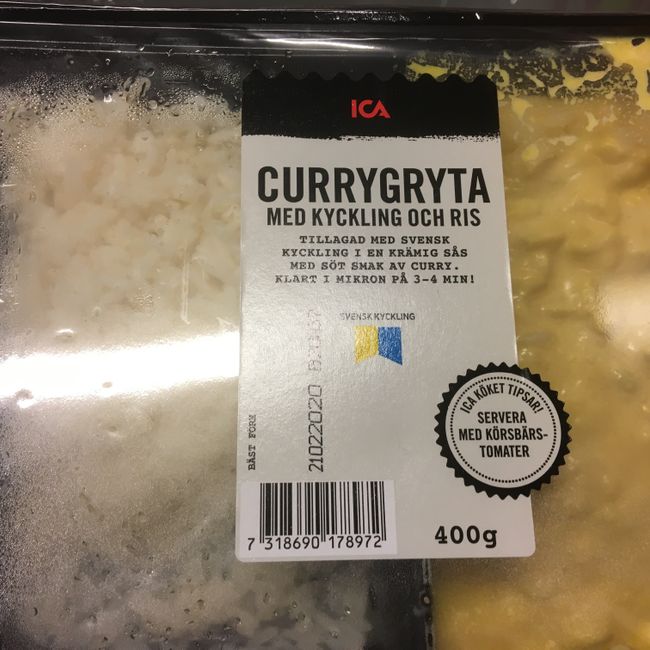 ICA
CURRYGRYTA
MED KYCKLING OCH RIS
TILLAGAD MED SVENSK
KYCKLING I EN KRÄMIG SÅS
MED SÖT SMAK AV CURRY.
KLART I MIKRON PÅ 3-4 MIN!
SVENSK KYCKLING
BÄST FÖRE
21022020
ICA KÖKET TIPSAR!
SERVERA
MED KÖRSBÄRS-
TOMATER
7 318690 178972
400g